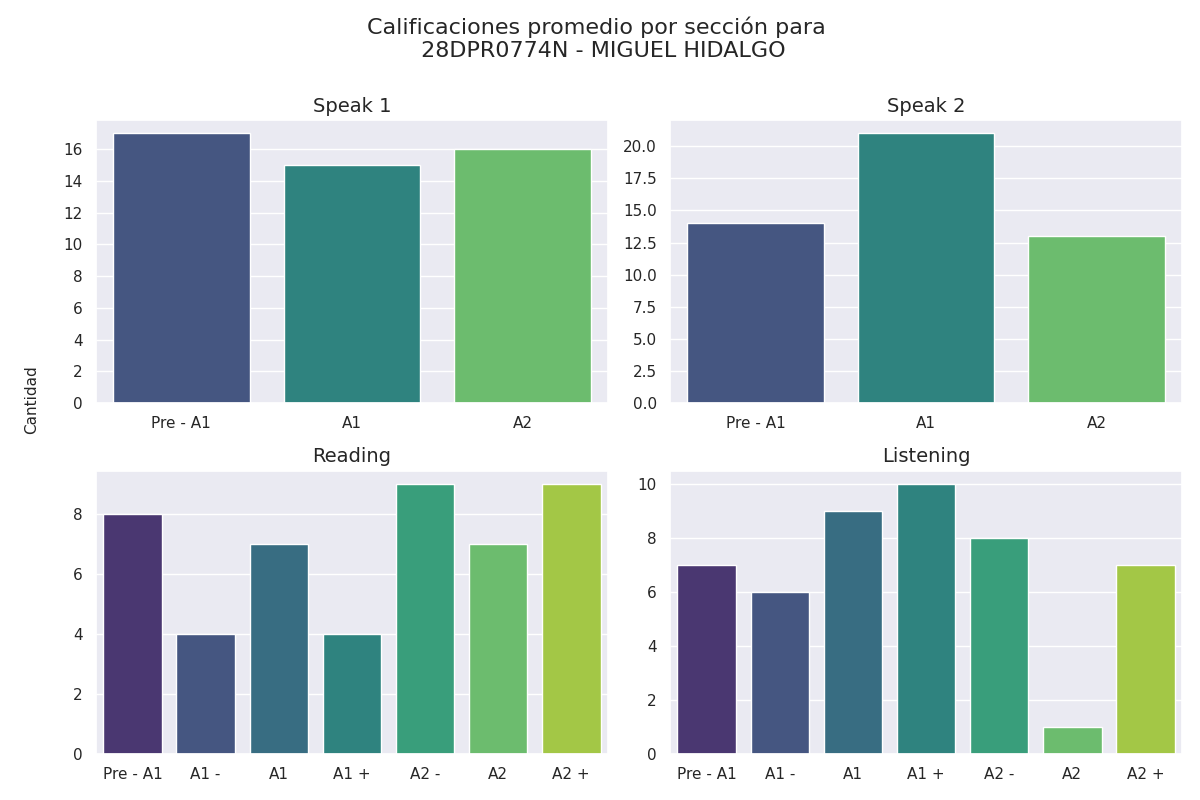 Calificaciones promedio por sección para
28DPR0774N - MIGUEL HIDALGO
Cantidad
Speak 1
16
14
12
10
8
6
4
2
0
Pre - A1 A1 A2
Speak 2
20.0
17.5
15.0
12.5
10.0
7.5
5.0
2.5
0.0
Pre - A1 A1 A2
Reading
8
6
4
2
0
Pre - A1 A1 - A1 A1 + A2 - A2 A2 +
Listening
10
8
6
4
2
0
Pre - A1 A1 - A1 A1 + A2 - A2 A2 +